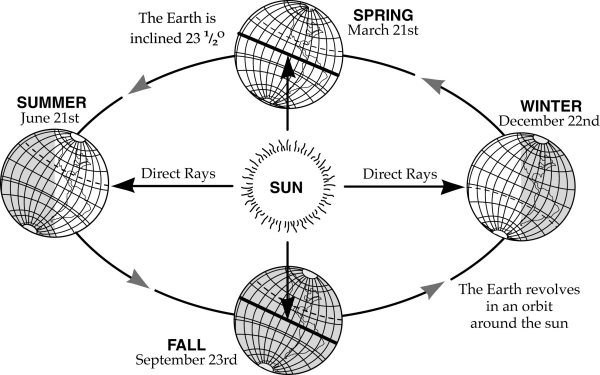 The Earth is
inclined 23 ½°
SPRING
March 21st
SUMMER
June 21st
WINTER
December 22nd
Direct Rays
SUN
Direct Rays
The Earth revolves
in an orbit
around the sun
FALL
September 23rd